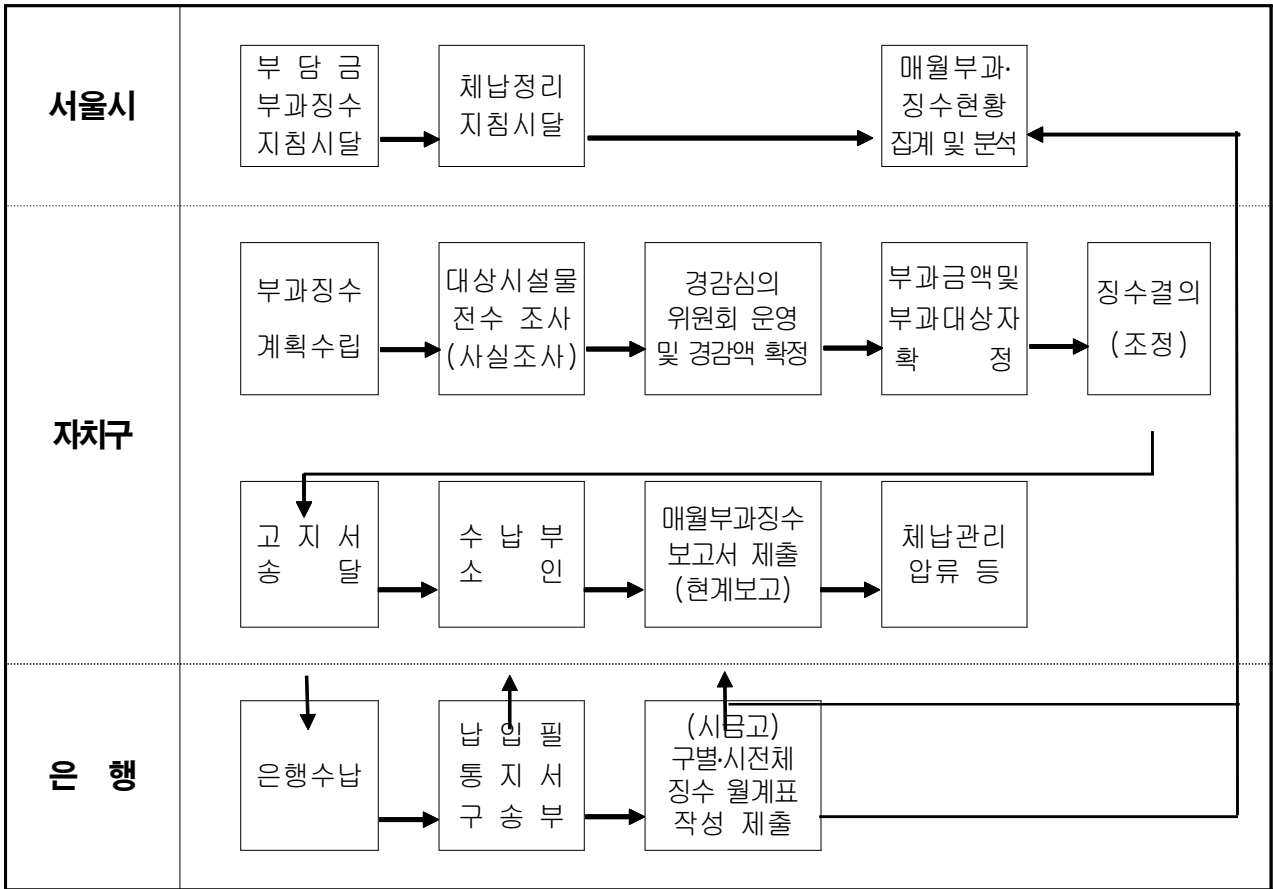 서울시
부 담 금
부과징수
지침시달
체납정리
지침시달
매월부과·
징수현황
집계 및 분석
자치구
부과징수
계획수립
대상시설물
전수 조사
(사실조사)
경감심의
위원회 운영
및 경감액 확정
부과금액및
부과대상자
확 정
징수결의
(조정)
고 지 서
송 달
수 납 부
소 인
매월부과징수
보고서 제출
(현계보고)
체납관리
압류 등
은 행
은행수납
납 입 필
통 지 서
구 송 부
(시금고)
구별·시전체
징수 월계표
작성 제출